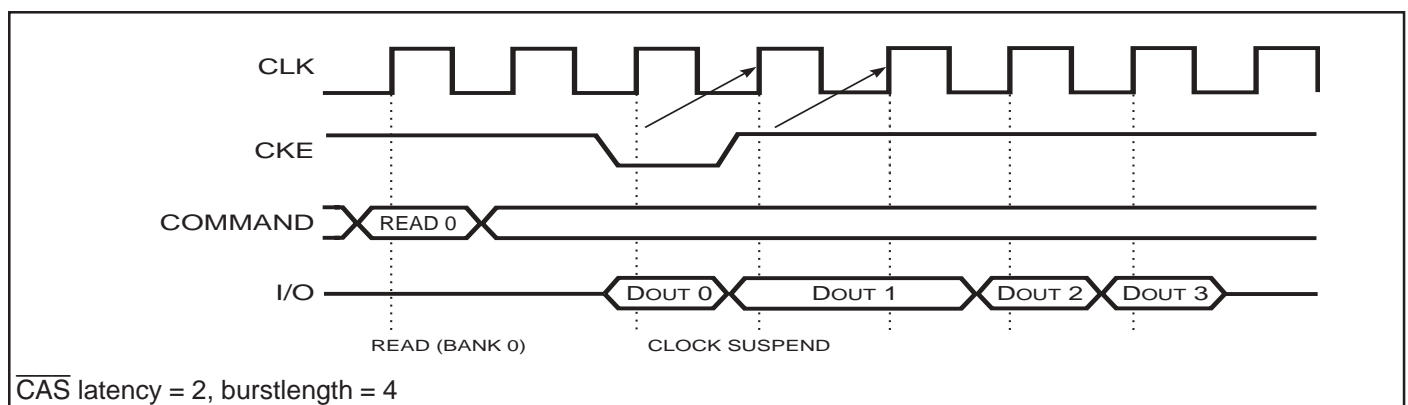 CLK
CKE
COMMAND READ 0
I/O DOUT 0 DOUT 1 DOUT 2 DOUT 3
READ (BANK 0) CLOCK SUSPEND
CAS latency = 2, burstlength = 4